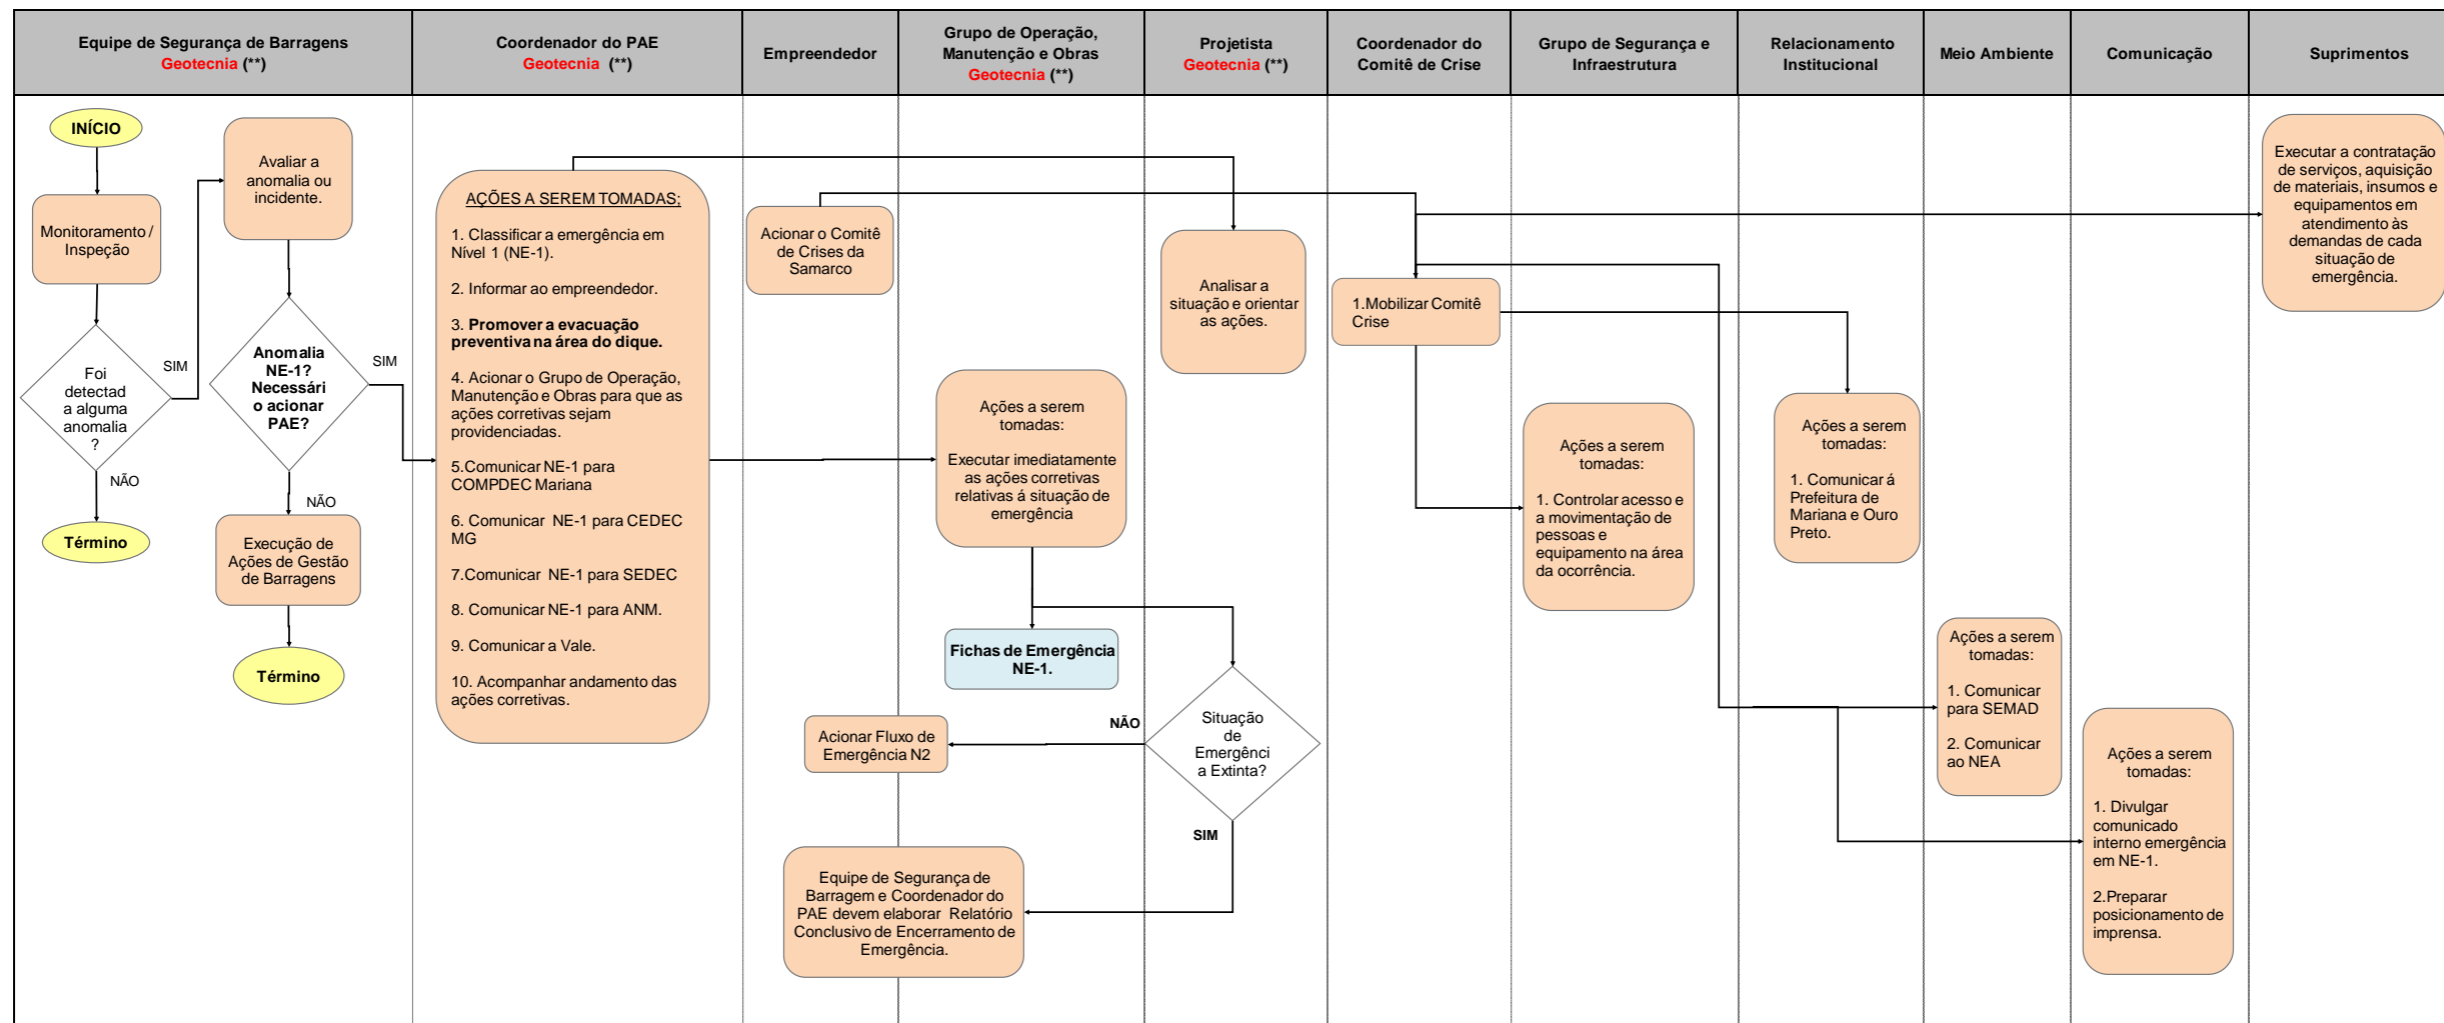 Equipe de Segurança de Barragens
Geotecnia (**)
Coordenador do PAE
Geotecnia (**)
Empreendedor
Grupo de Operação,
Manutenção e Obras
Geotecnia (**)
Projetista
Geotecnia (**)
Coordenador do
Comitê de Crise
Grupo de Segurança e
Infraestrutura
Relacionamento
Institucional
Meio Ambiente
Comunicação
Suprimentos
INÍCIO
Monitoramento /
Inspeção
Foi
detectad
a alguma
anomalia
?
SIM
NÃO
Término
Avaliar a
anomalia ou
incidente.
Anomalia
NE-1?
Necessári
o acionar
PAE?
SIM
NÃO
Execução de
Ações de Gestão
de Barragens
Término
AÇÕES A SEREM TOMADAS;
1. Classificar a emergência em
Nível 1 (NE-1).
2. Informar ao empreendedor.
3. Promover a evacuação
preventiva na área do dique.
4. Acionar o Grupo de Operação,
Manutenção e Obras para que as
ações corretivas sejam
providenciadas.
5.Comunicar NE-1 para
COMPDEC Mariana
6. Comunicar NE-1 para CEDEC
MG
7.Comunicar NE-1 para SEDEC
8. Comunicar NE-1 para ANM.
9. Comunicar a Vale.
10. Acompanhar andamento das
ações corretivas.
Acionar o Comitê
de Crises da
Samarco
Ações a serem
tomadas:
Executar imediatamente
as ações corretivas
relativas á situação de
emergência
Fichas de Emergência
NE-1.
Acionar Fluxo de
Emergência N2
NÃO
Equipe de Segurança de
Barragem e Coordenador do
PAE devem elaborar Relatório
Conclusivo de Encerramento de
Emergência.
Analisar a
situação e orientar
as ações.
Situação
de
Emergênci
a Extinta?
SIM
1.Mobilizar Comitê
Crise
Ações a serem
tomadas:
1. Controlar acesso e
a movimentação de
pessoas e
equipamento na área
da ocorrência.
Ações a serem
tomadas:
1. Comunicar á
Prefeitura de
Mariana e Ouro
Preto.
Ações a serem
tomadas:
1. Comunicar
para SEMAD
2. Comunicar
ao NEA
Ações a serem
tomadas:
1. Divulgar
comunicado
interno emergência
em NE-1.
2.Preparar
posicionamento de
imprensa.
Executar a contratação
de serviços, aquisição
de materiais, insumos e
equipamentos em
atendimento às
demandas de cada
situação de
emergência.